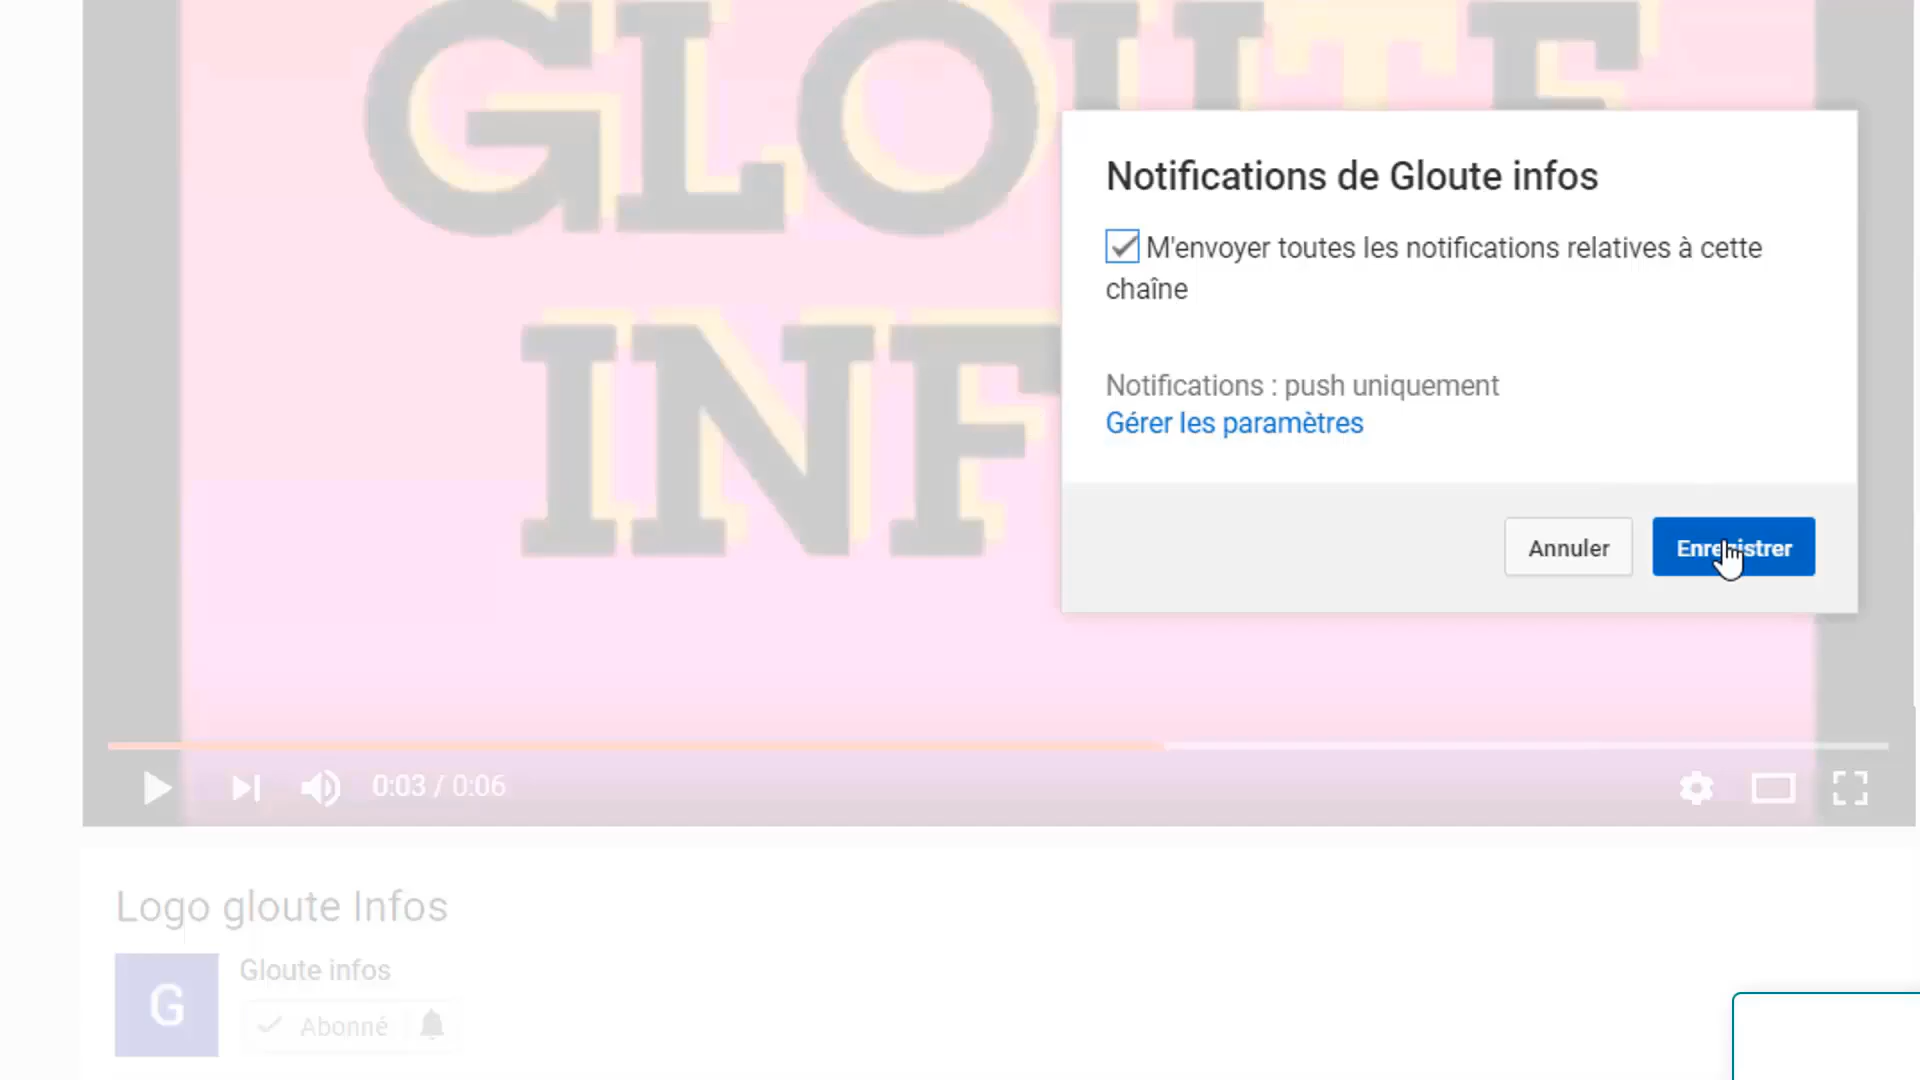 GLOUTE
INF
Notifications de Gloute infos
M'envoyer toutes les notifications relatives à cette
chaîne
Notifications : push uniquement
Gérer les paramètres
Annuler
Enregistrer
0:03 / 0:06
Logo gloute Infos
G
Gloute infos
Abonné